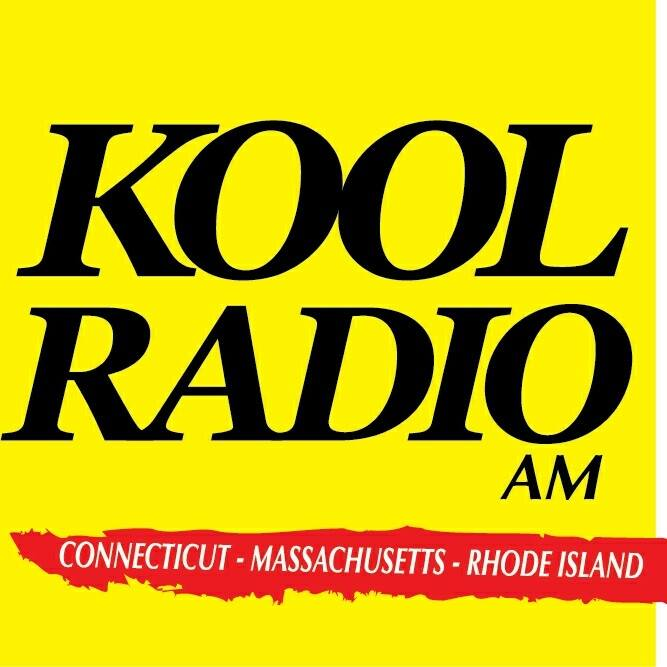 KOOL
RADIO
AM
CONNECTICUT - MASSACHUSETTS - RHODE ISLAND